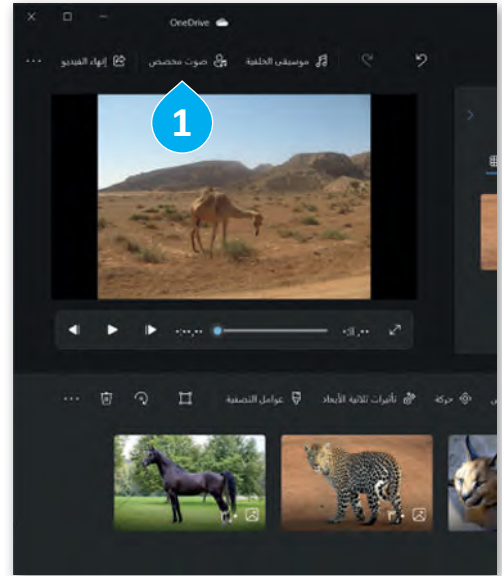 OneDrive
موسيقى الخلفية
صوت مخصص
إنهاء الفيديو
1
حركة
تأثيرات ثلاثية الأبعاد
عوامل التصفية